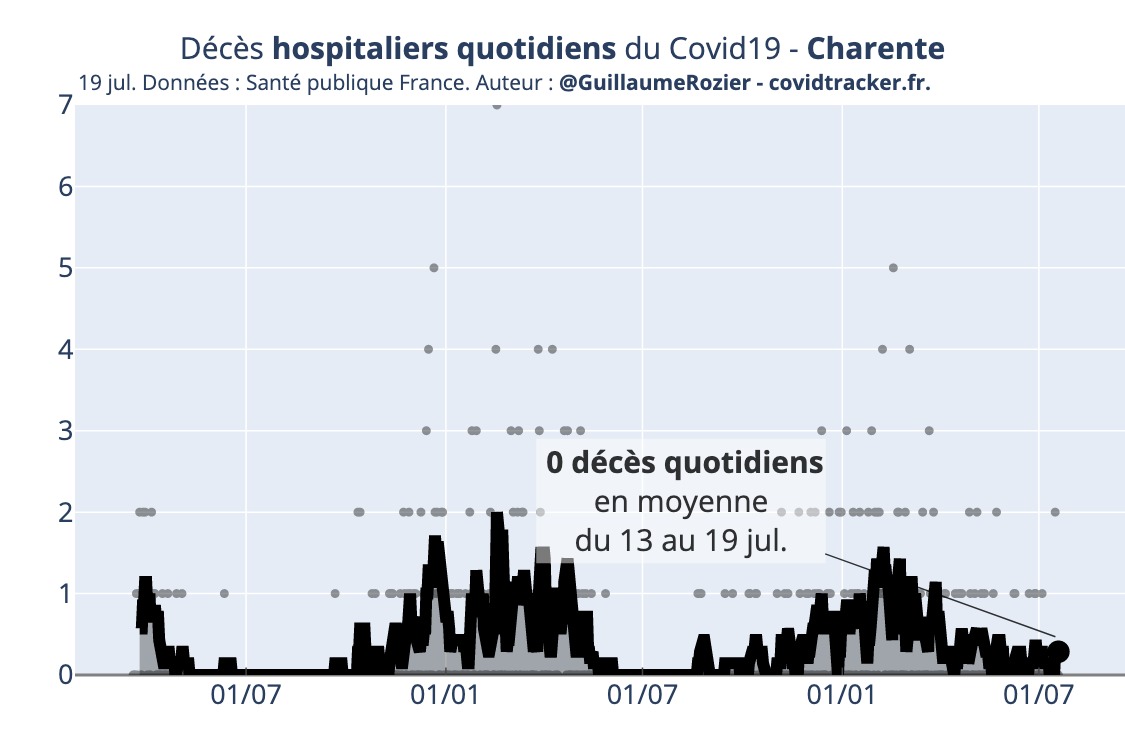 Décès hospitaliers quotidiens du Covid19 - Charente
19 jul. Données : Santé publique France. Auteur : @GuillaumeRozier - covidtracker.fr.
7
6
5
4
3
0 décès quotidiens
en moyenne
du 13 au 19 jul.
2
1
0
01/07 01/01 01/07 01/01 01/07